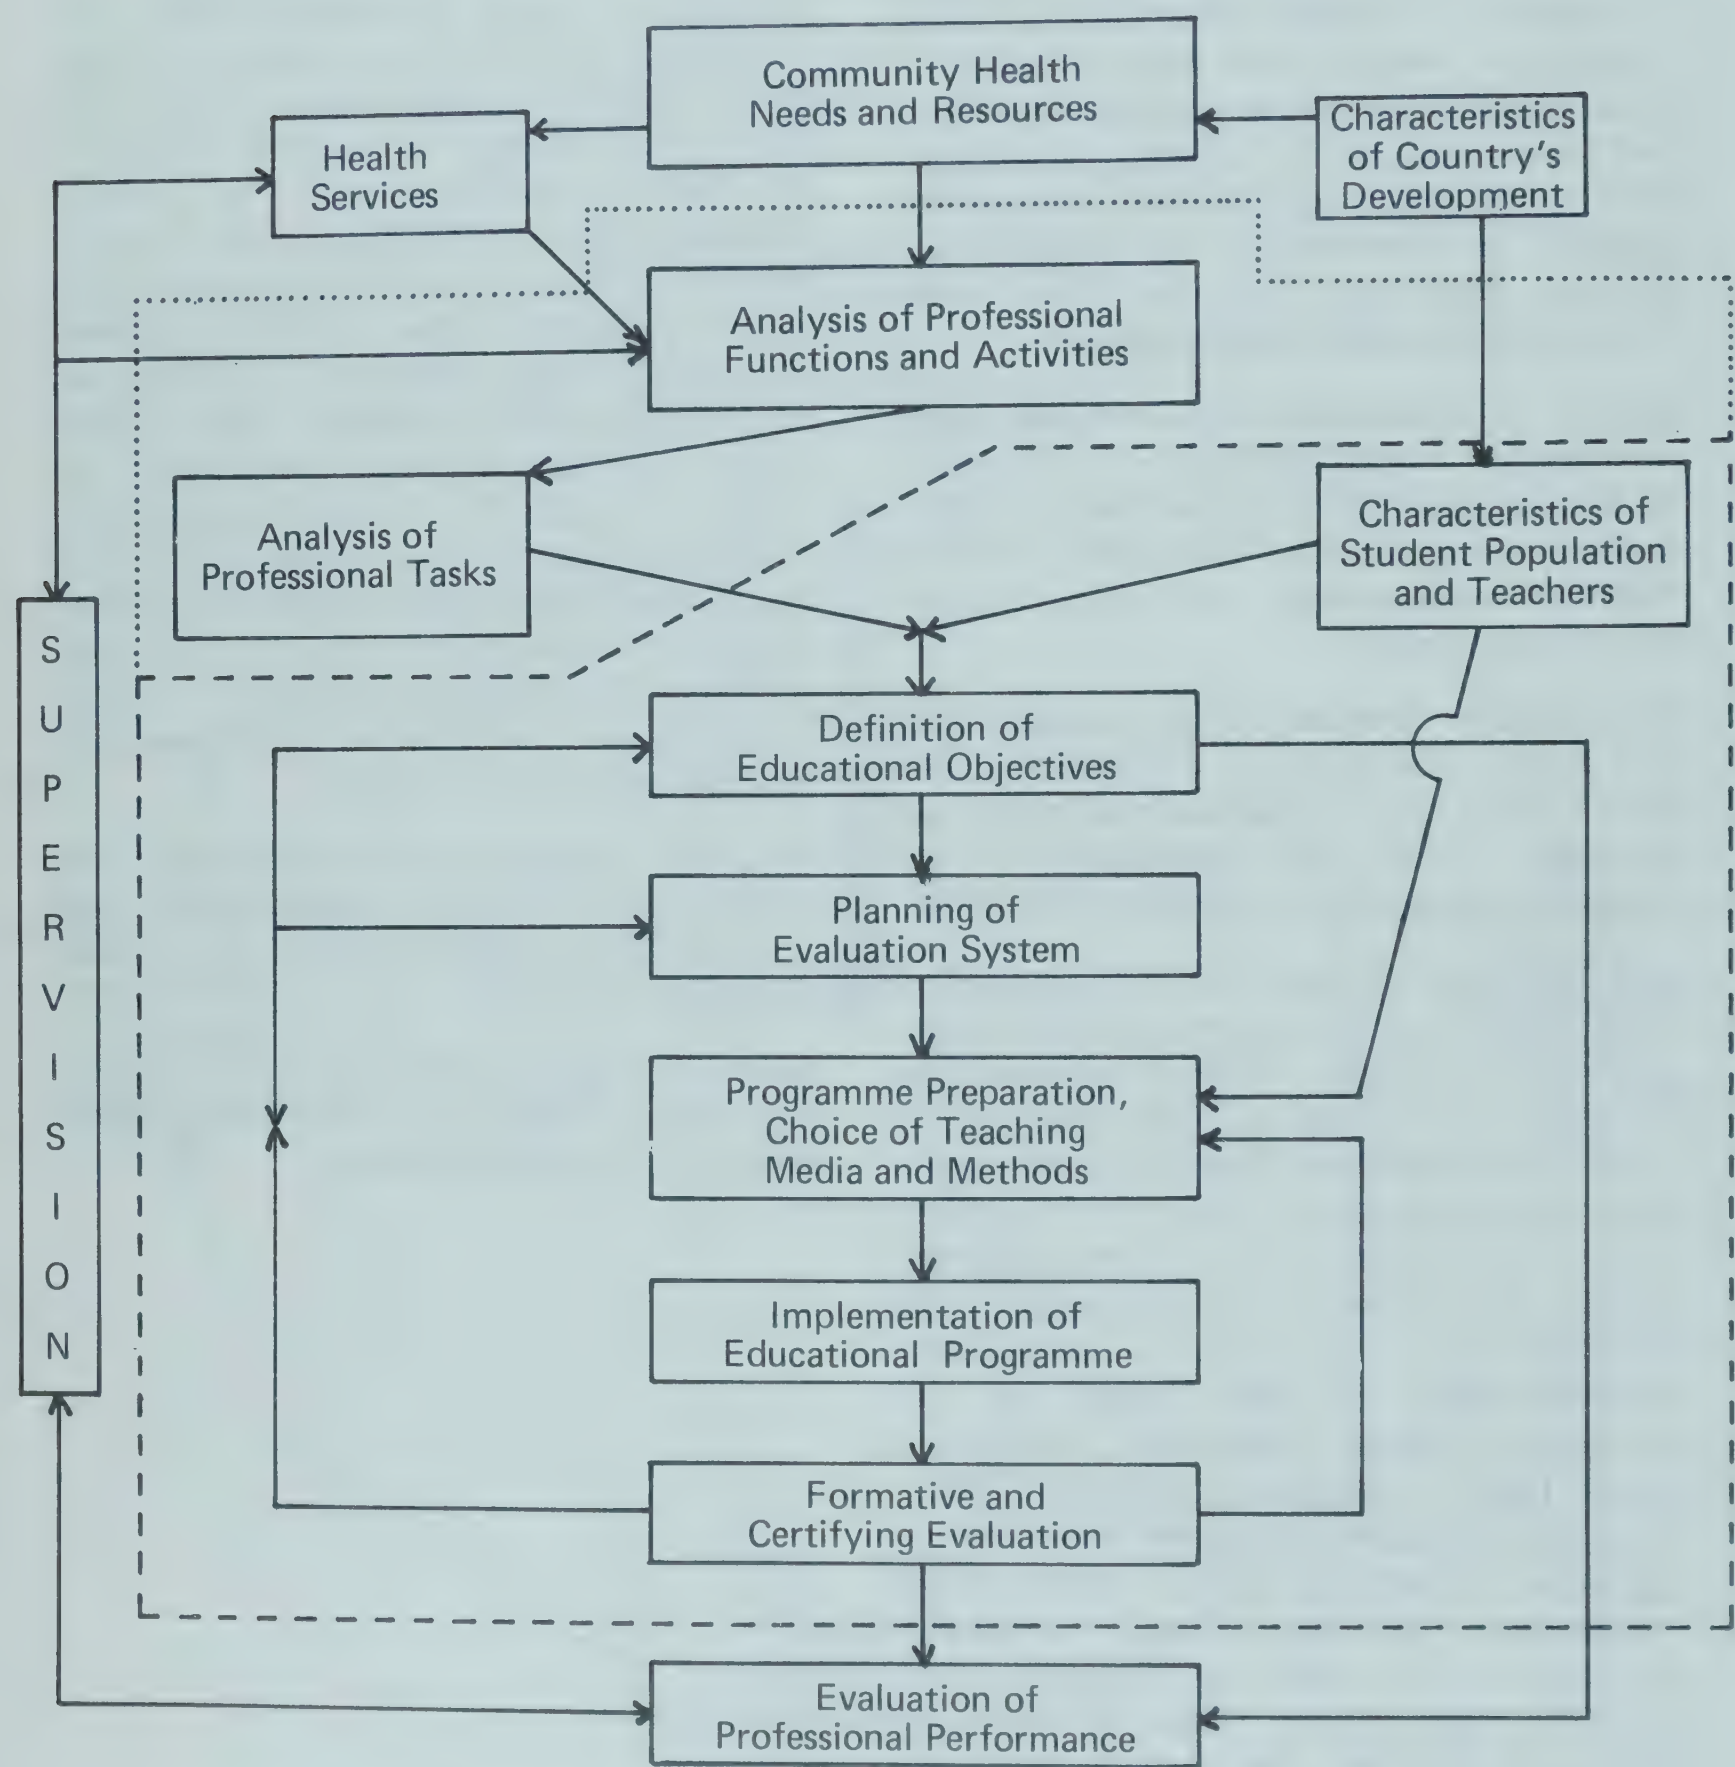 Community Health
Needs and Resources
Characteristics
of Country's
Development
Health
Services
Analysis of Professional
Functions and Activities
Analysis of
Professional Tasks
Characteristics of
Student Population
and Teachers
SUPERVISION
Definition of
Educational Objectives
Planning of
Evaluation System
Programme Preparation,
Choice of Teaching
Media and Methods
Implementation of
Educational Programme
Formative and
Certifying Evaluation
Evaluation of
Professional Performance